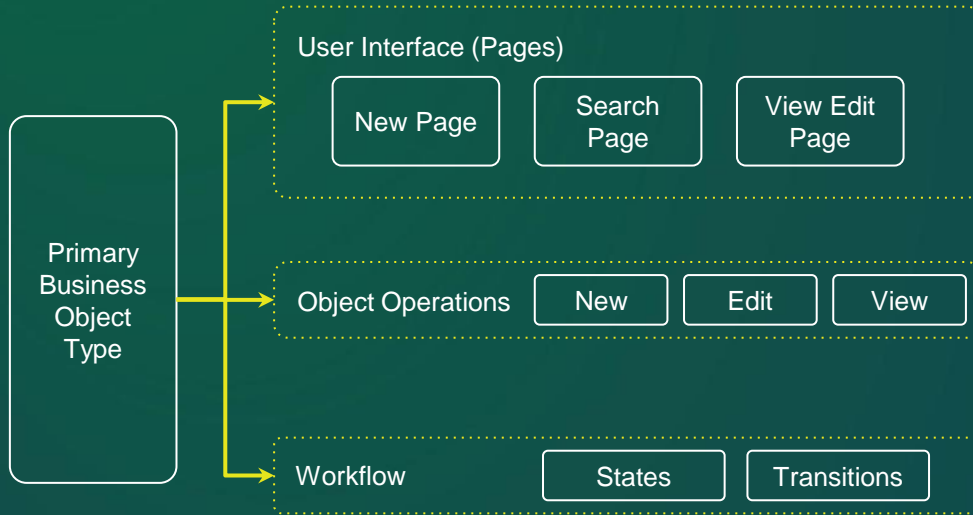 Primary
Business
Object
Type
User Interface (Pages)
New Page
Search
Page
View Edit
Page
Object Operations
New
Edit
View
Workflow
States
Transitions